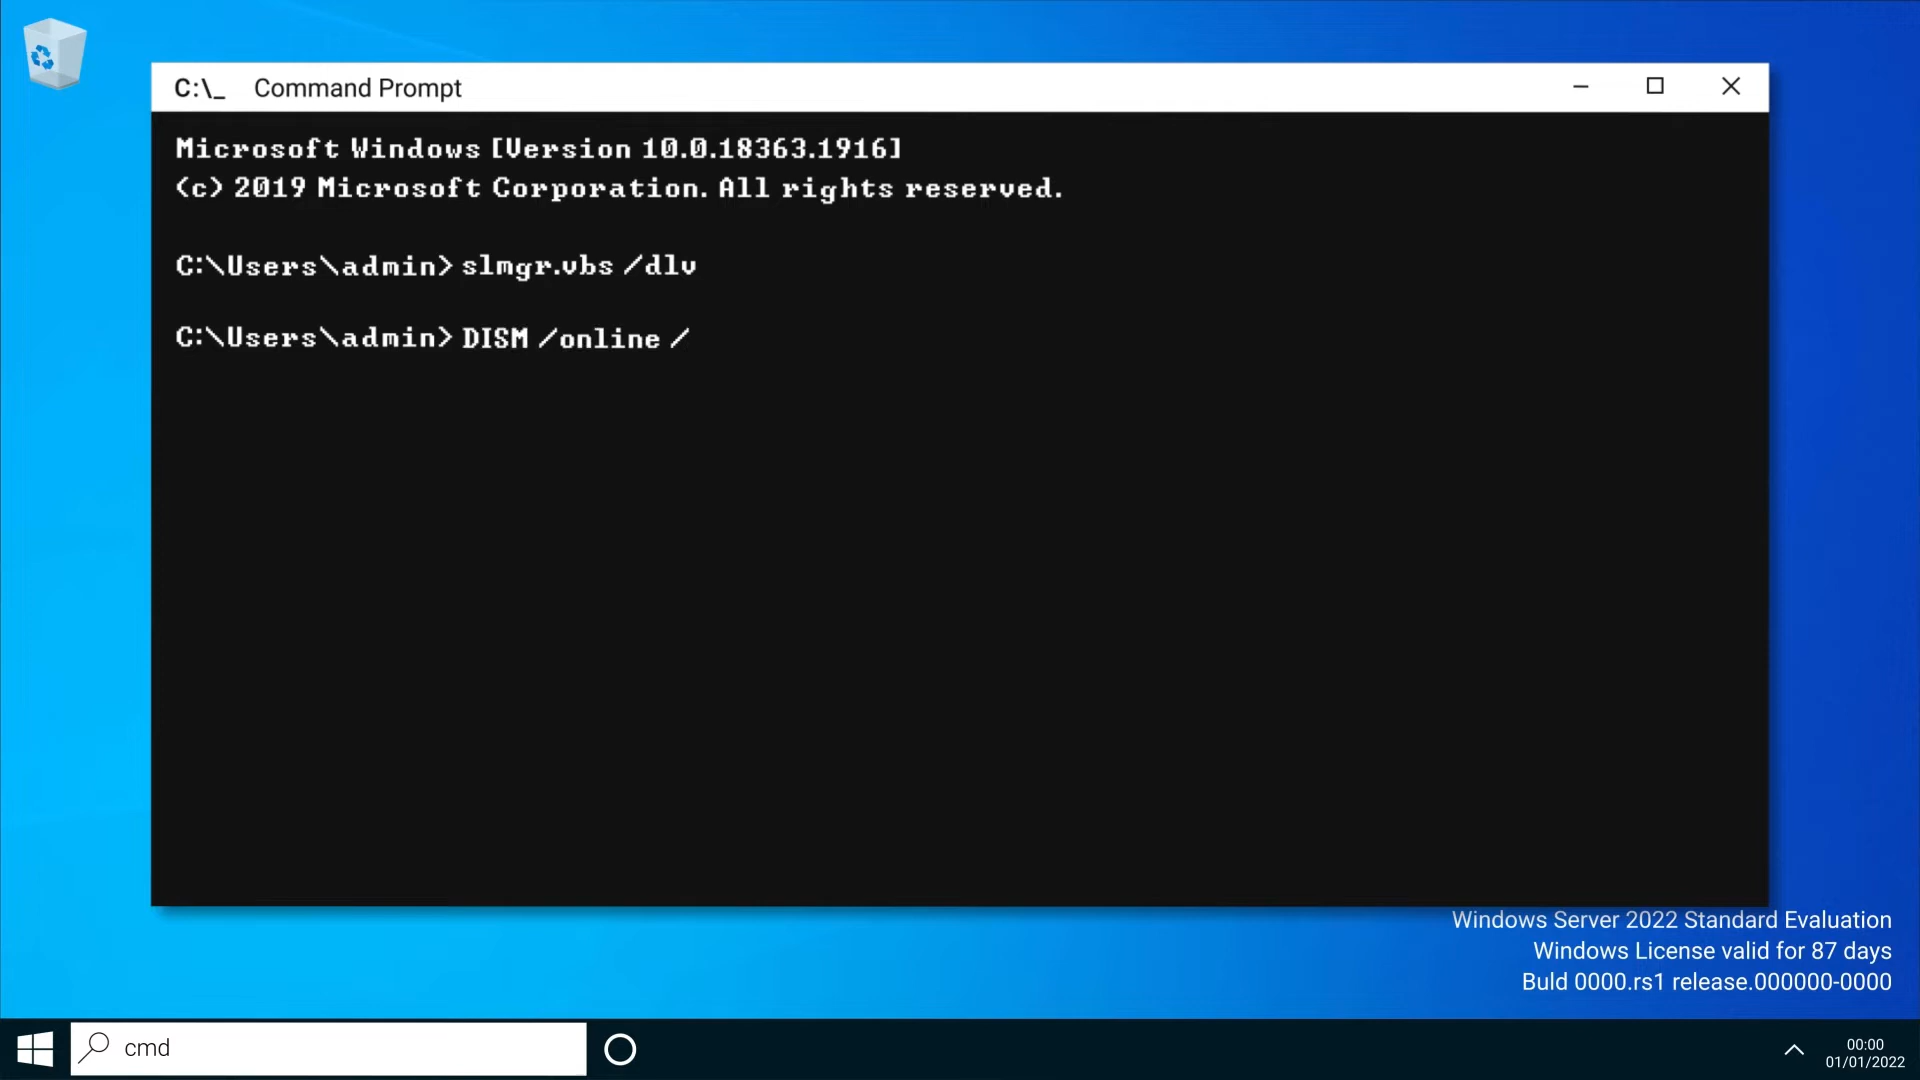 C:\_ Command Prompt
Microsoft Windows [Version 10.0.18363.1916]
(c) 2019 Microsoft Corporation. All rights reserved.
C:\Users\admin> slmgr.vbs /dlv
C:\Users\admin> DISM /online /
Windows Server 2022 Standard Evaluation
Windows License valid for 87 days
Buld 0000.rs1 release.000000-0000
cmd
00:00
01/01/2022